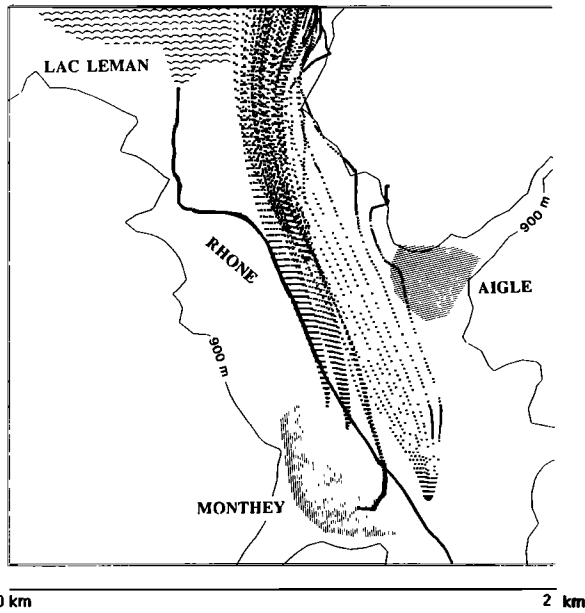 LAC LEMAN
900 m
RHONE
AIGLE
900 m
MONTHEY
0 km
2 km